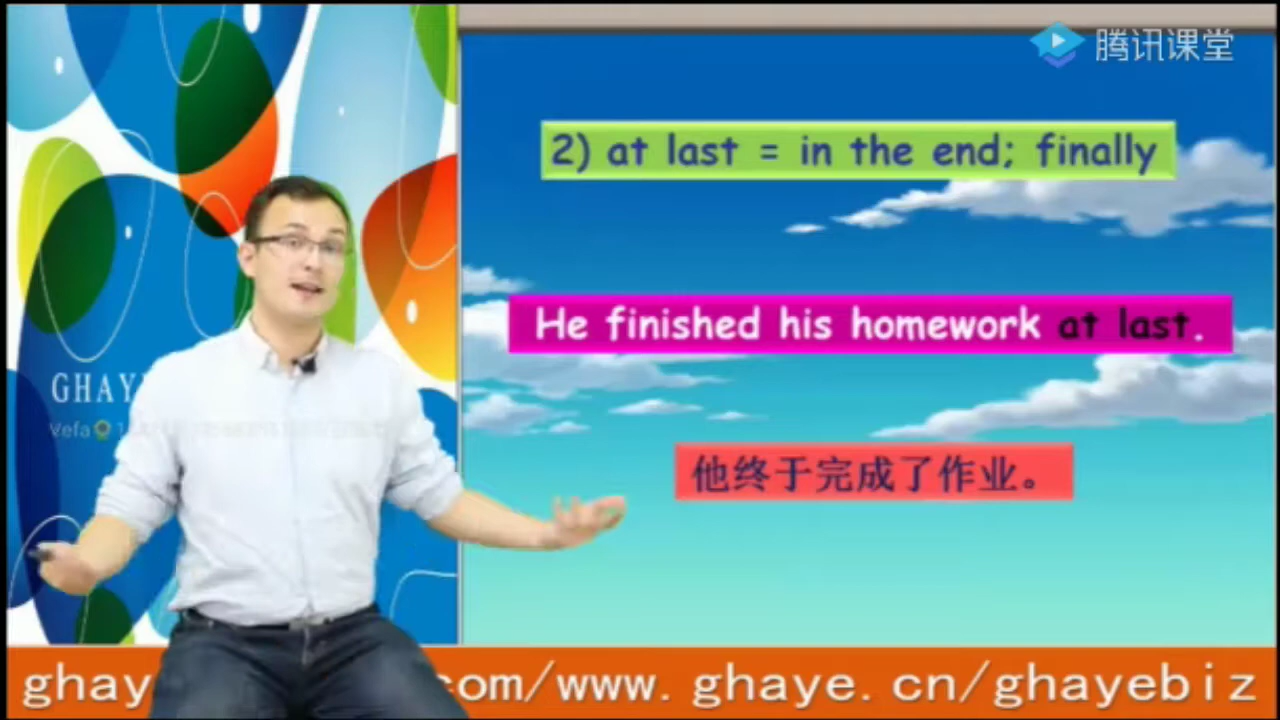 腾讯课堂
2) at last = in the end; finally
He finished his homework at last.
他终于完成了作业。
GHAY
ghay com/www.ghaye.cn/ghayebiz